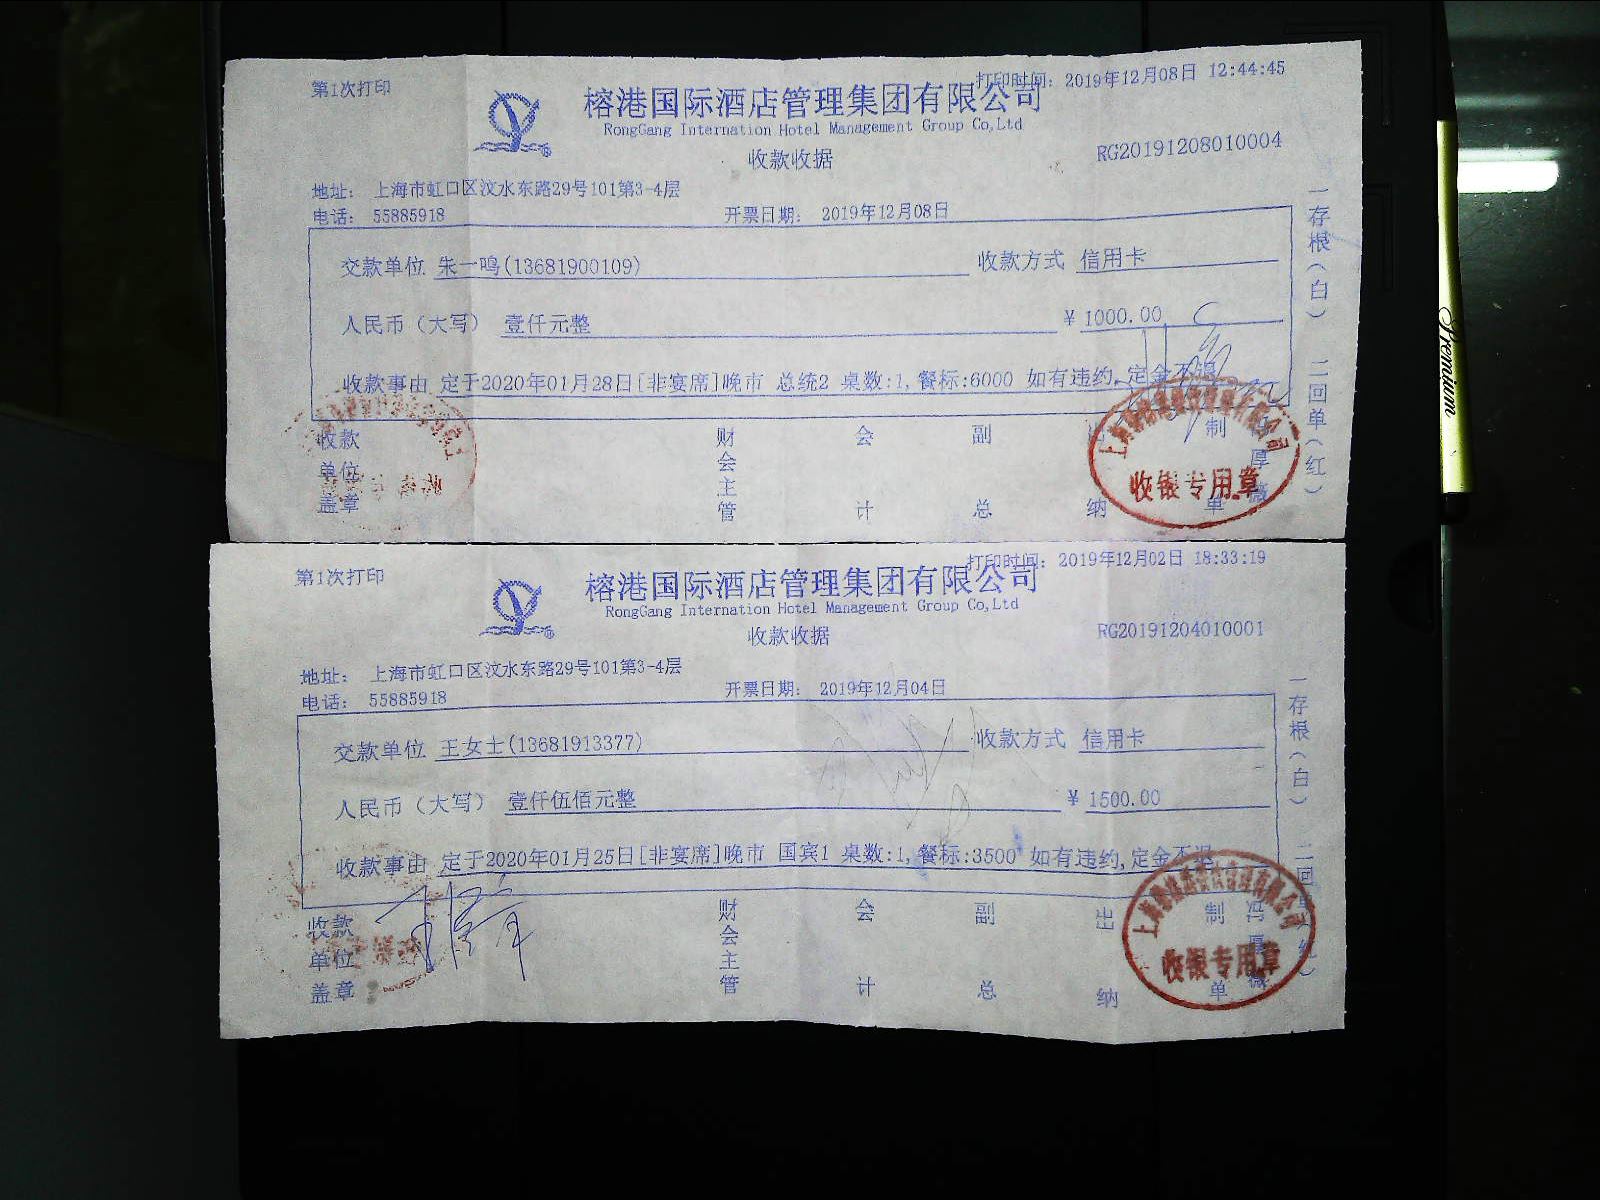 第1次打印
打印时间: 2019年12月08日 12:44:45
榕港国际酒店管理集团有限公司
RongGang Internation Hotel Management Group Co,Ltd
收款收据
RG20191208010004
地址: 上海市虹口区汶水东路29号101第3-4层
电话: 55885918
开票日期: 2019年12月08日
交款单位 朱一鸣(13681900109) 收款方式 信用卡
人民币(大写) 壹仟元整 ¥ 1000.00
收款事由 定于2020年01月28日[非宴席]晚市 总统2 桌数:1,餐标:6000 如有违约,定金不退
收款单位盖章 财会主管 会计 副总 出纳 制单
一存根(白) 二回单(红)
收银专用章
第1次打印
打印时间: 2019年12月02日 18:33:19
榕港国际酒店管理集团有限公司
RongGang Internation Hotel Management Group Co,Ltd
收款收据
RG20191204010001
地址: 上海市虹口区汶水东路29号101第3-4层
电话: 55885918
开票日期: 2019年12月04日
交款单位 王女士(13681913377) 收款方式 信用卡
人民币(大写) 壹仟伍佰元整 ¥ 1500.00
收款事由 定于2020年01月25日[非宴席]晚市 国宾1 桌数:1,餐标:3500 如有违约,定金不退
收款单位盖章 财会主管 会计 副总 出纳 制单 冯厚薇
一存根(白) 二回
收银专用章
Premium